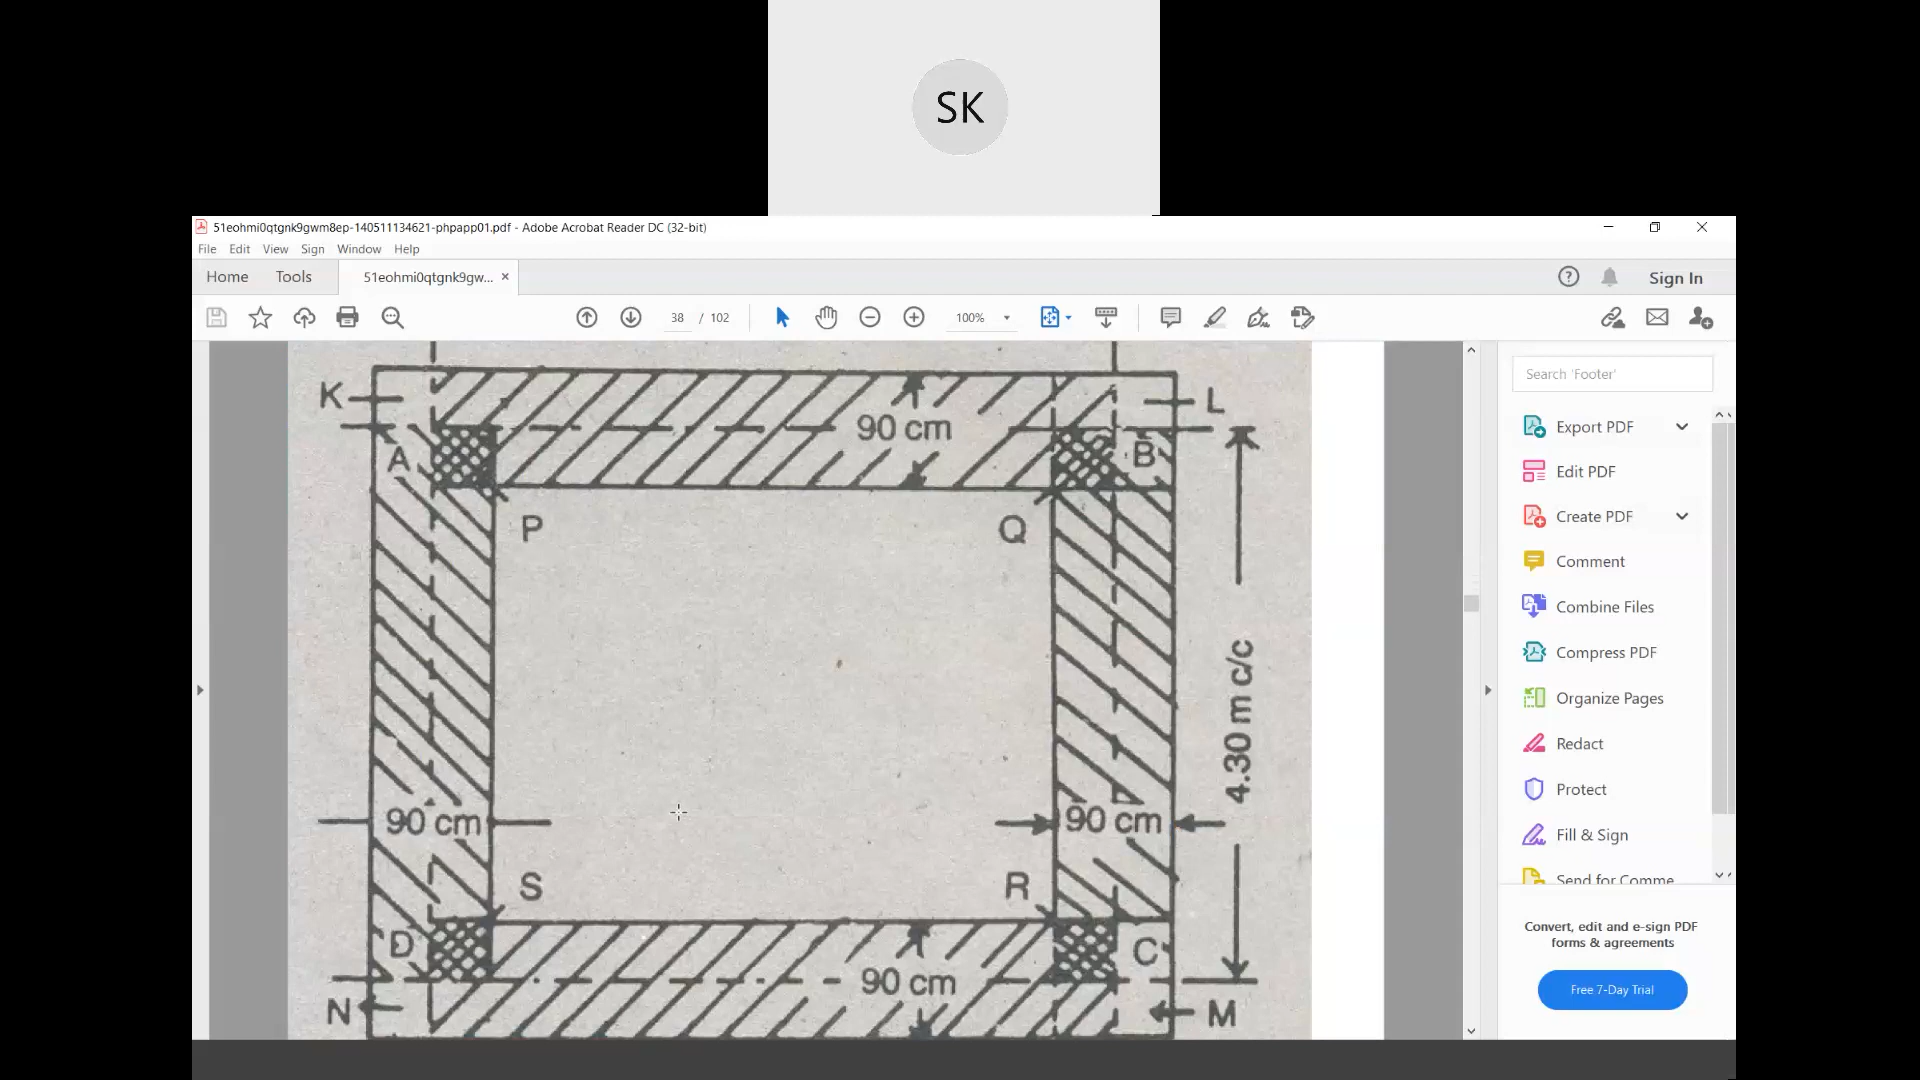 SK
51eohmi0qtgnk9gwm8ep-140511134621-phpapp01.pdf - Adobe Acrobat Reader DC (32-bit)
File Edit View Sign Window Help
Home Tools 51eohmi0qtgnk9gw... × Sign In
38 / 102 100%
K L
90 cm
A B
P Q
4.30 m c/c
90 cm 90 cm
S R
D C
90 cm
N M
Search 'Footer'
Export PDF
Edit PDF
Create PDF
Comment
Combine Files
Compress PDF
Organize Pages
Redact
Protect
Fill & Sign
Send for Comme
Convert, edit and e-sign PDF
forms & agreements
Free 7-Day Trial